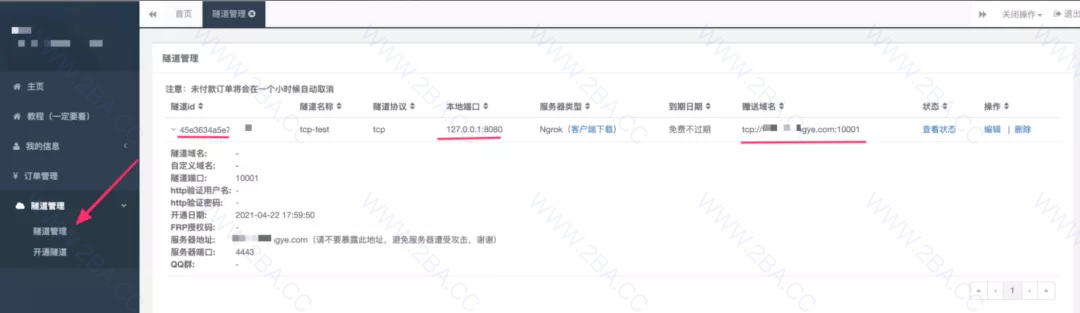 首页 隧道管理 关闭操作 退出
隧道管理
注意：未付款订单将会在一个小时候自动取消
隧道id 隧道名称 隧道协议 本地端口 服务器类型 到期日期 赠送域名 状态 操作
45e3634a5e7 tcp-test tcp 127.0.0.1:8080 Ngrok（客户端下载） 免费不过期 tcp:// gye.com:10001 查看状态 编辑 | 删除
隧道域名: -
自定义域名: -
隧道端口: 10001
http验证用户名: -
http验证密码: -
开通日期: 2021-04-22 17:59:50
FRP授权码: -
服务器地址: .gye.com（请不要暴露此地址，避免服务器遭受攻击，谢谢）
服务器端口: 4443
QQ群: -
« ‹ 1 › »
主页
教程（一定要看）
我的信息
¥ 订单管理
隧道管理
隧道管理
开通隧道
WWW.2BA.CC